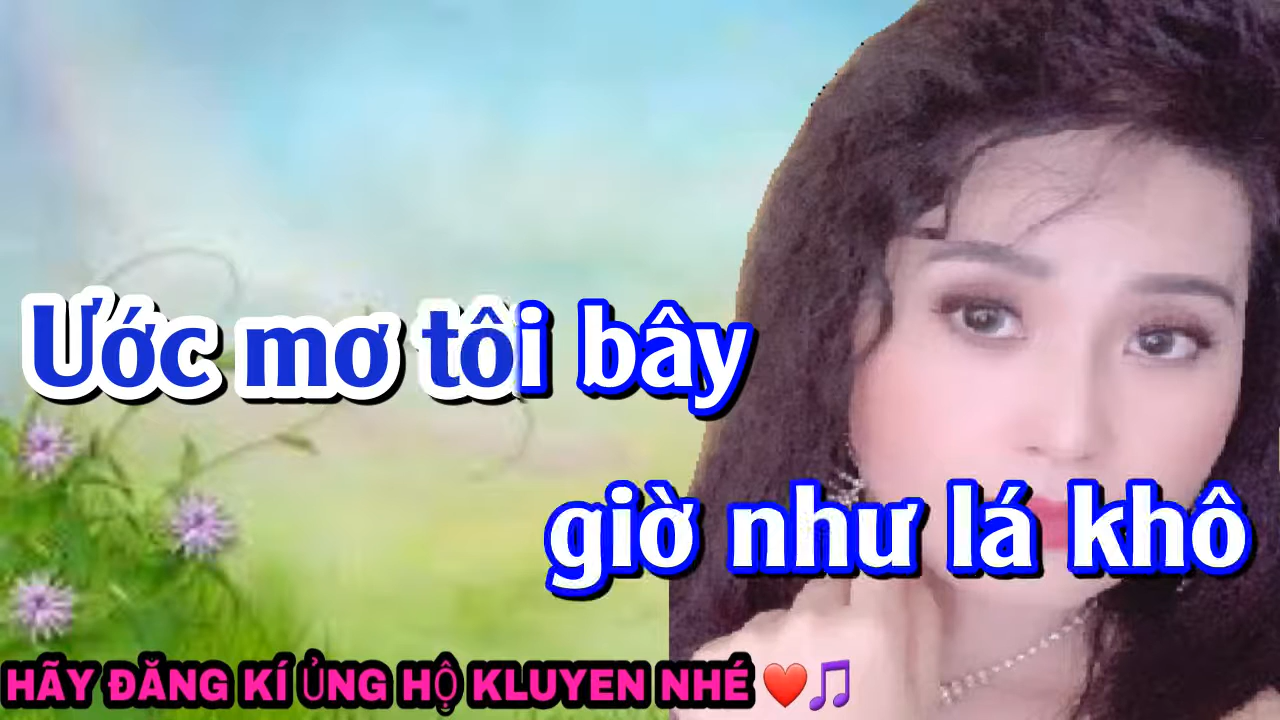 Ước mơ tôi bây
giờ như lá khô
HÃY ĐĂNG KÍ ỦNG HỘ KLUYEN NHÉ ❤️🎵